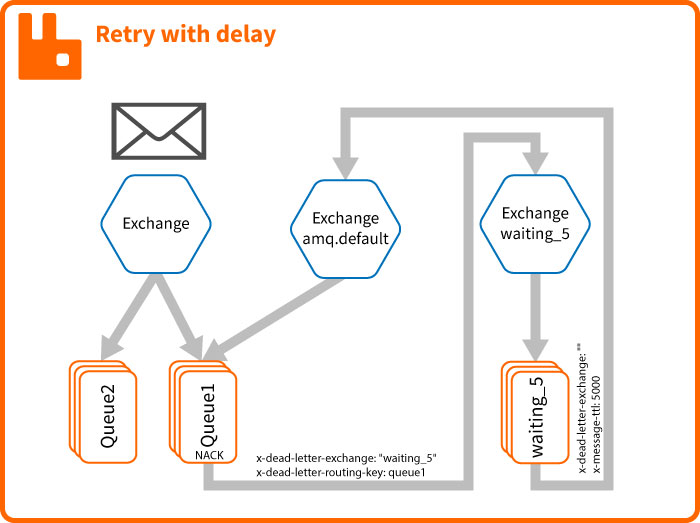 Retry with delay
Exchange
Exchange
amq.default
Exchange
waiting_5
Queue2
Queue1
NACK
x-dead-letter-exchange: "waiting_5"
x-dead-letter-routing-key: queue1
waiting_5
x-dead-letter-exchange: ""
x-message-ttl: 5000